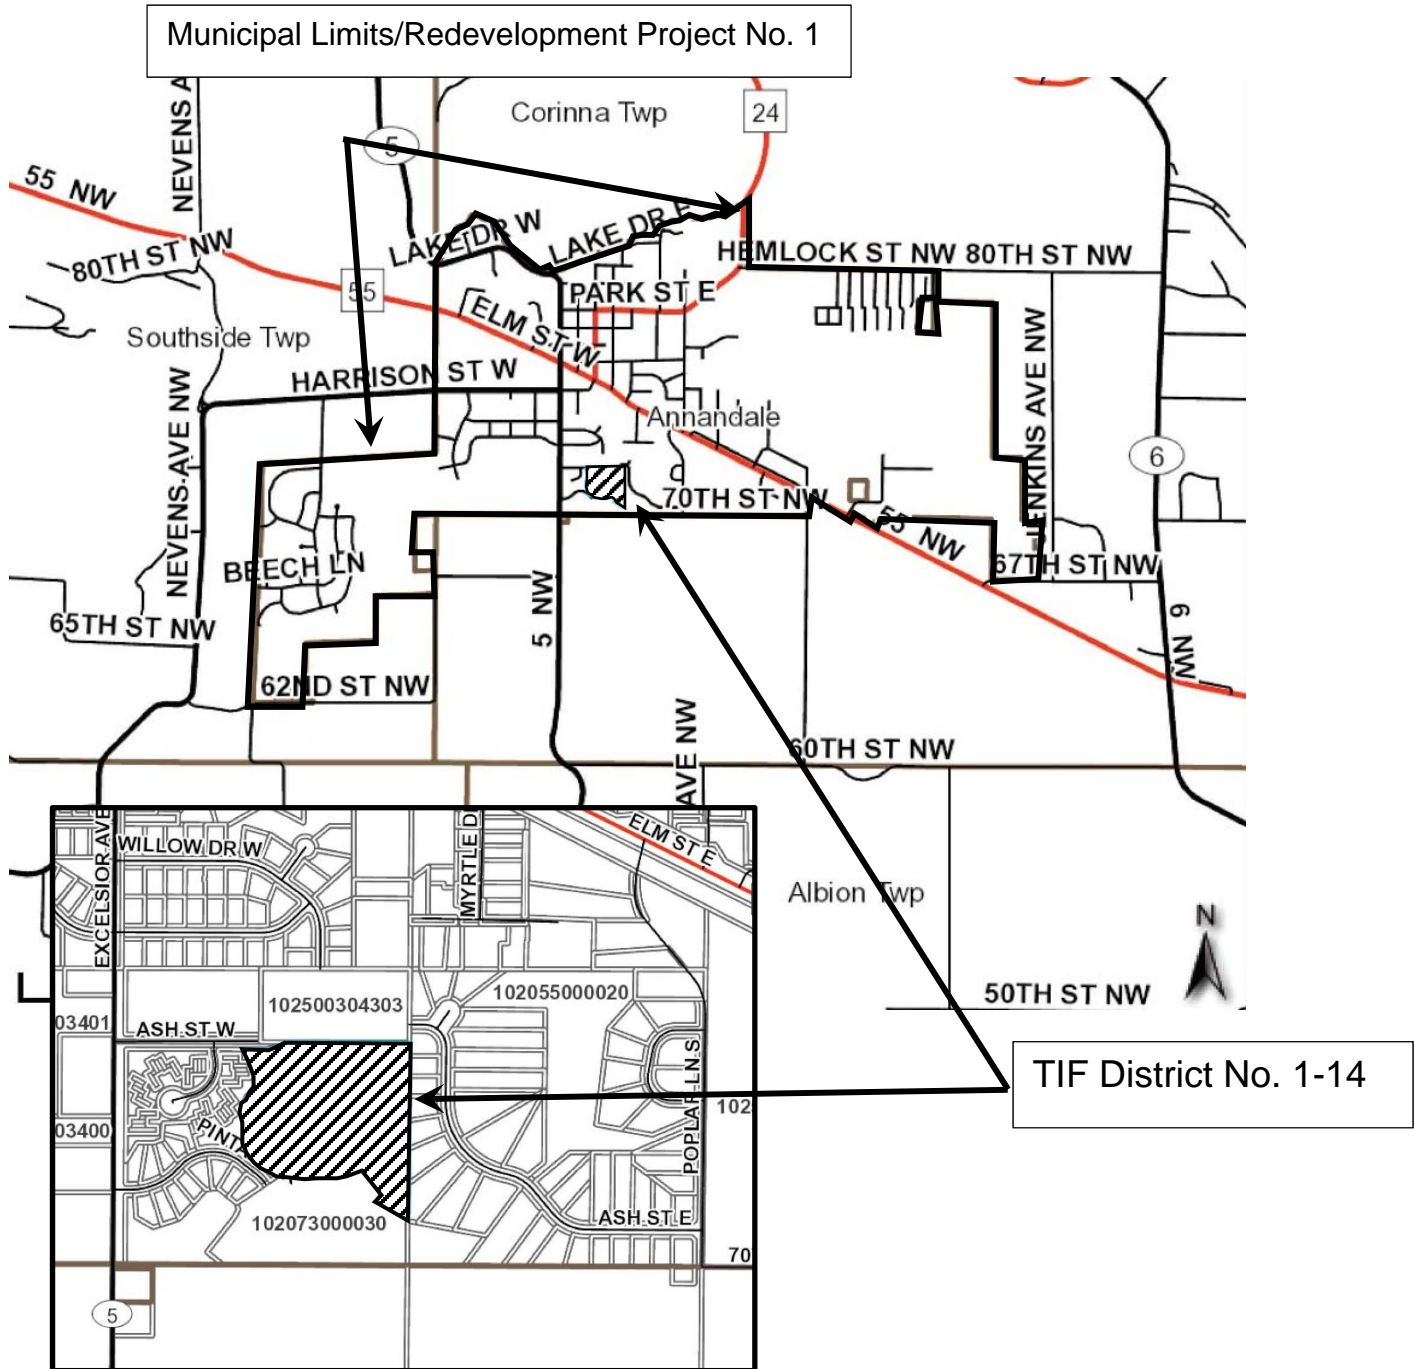 Municipal Limits/Redevelopment Project No. 1
NEVENS A
Corinna Twp
24
5
55 NW
LAKE DR W
LAKE DR E
80TH ST NW
HEMLOCK ST NW 80TH ST NW
55
PARK ST E
ELM ST W
Southside Twp
HARRISON ST W
NEVENS AVE NW
Annandale
JENKINS AVE NW
6
70TH ST NW
55 NW
BEECH LN
67TH ST NW
65TH ST NW
5 NW
6 NW
62ND ST NW
AVE NW
60TH ST NW
EXCELSIOR AVE
WILLOW DR W
MYRTLE D
ELM ST E
Albion Twp
N
102500304303
102055000020
50TH ST NW
03401
ASH ST W
TIF District No. 1-14
POPLAR LN S
102
03400
PINT
102073000030
ASH ST E
70
5